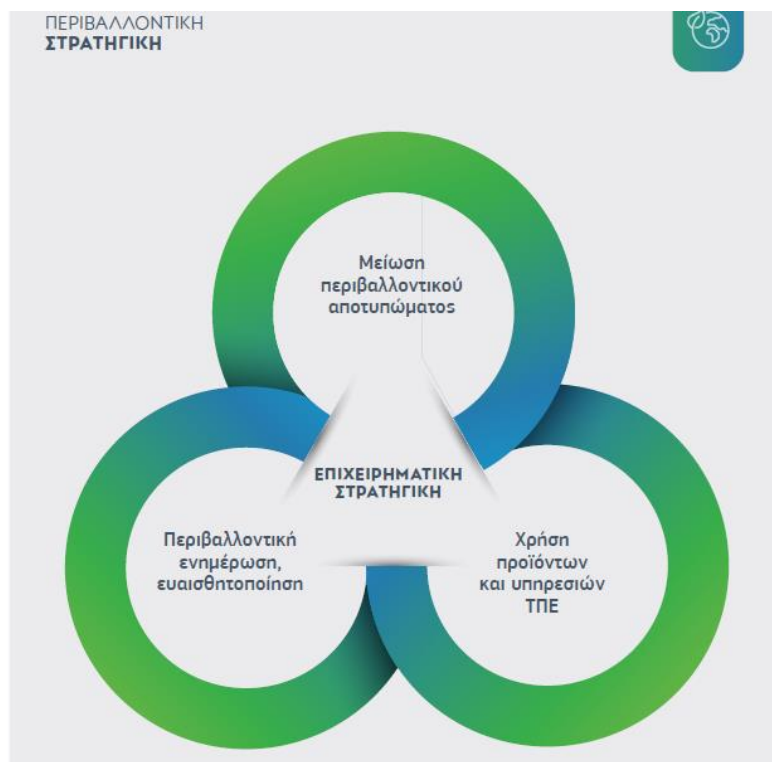 ΠΕΡΙΒΑΛΛΟΝΤΙΚΗ
ΣΤΡΑΤΗΓΙΚΗ
Μείωση
περιβαλλοντικού
αποτυπώματος
ΕΠΙΧΕΙΡΗΜΑΤΙΚΗ
ΣΤΡΑΤΗΓΙΚΗ
Περιβαλλοντική
ενημέρωση,
ευαισθητοποίηση
Χρήση
προϊόντων
και υπηρεσιών
ΤΠΕ